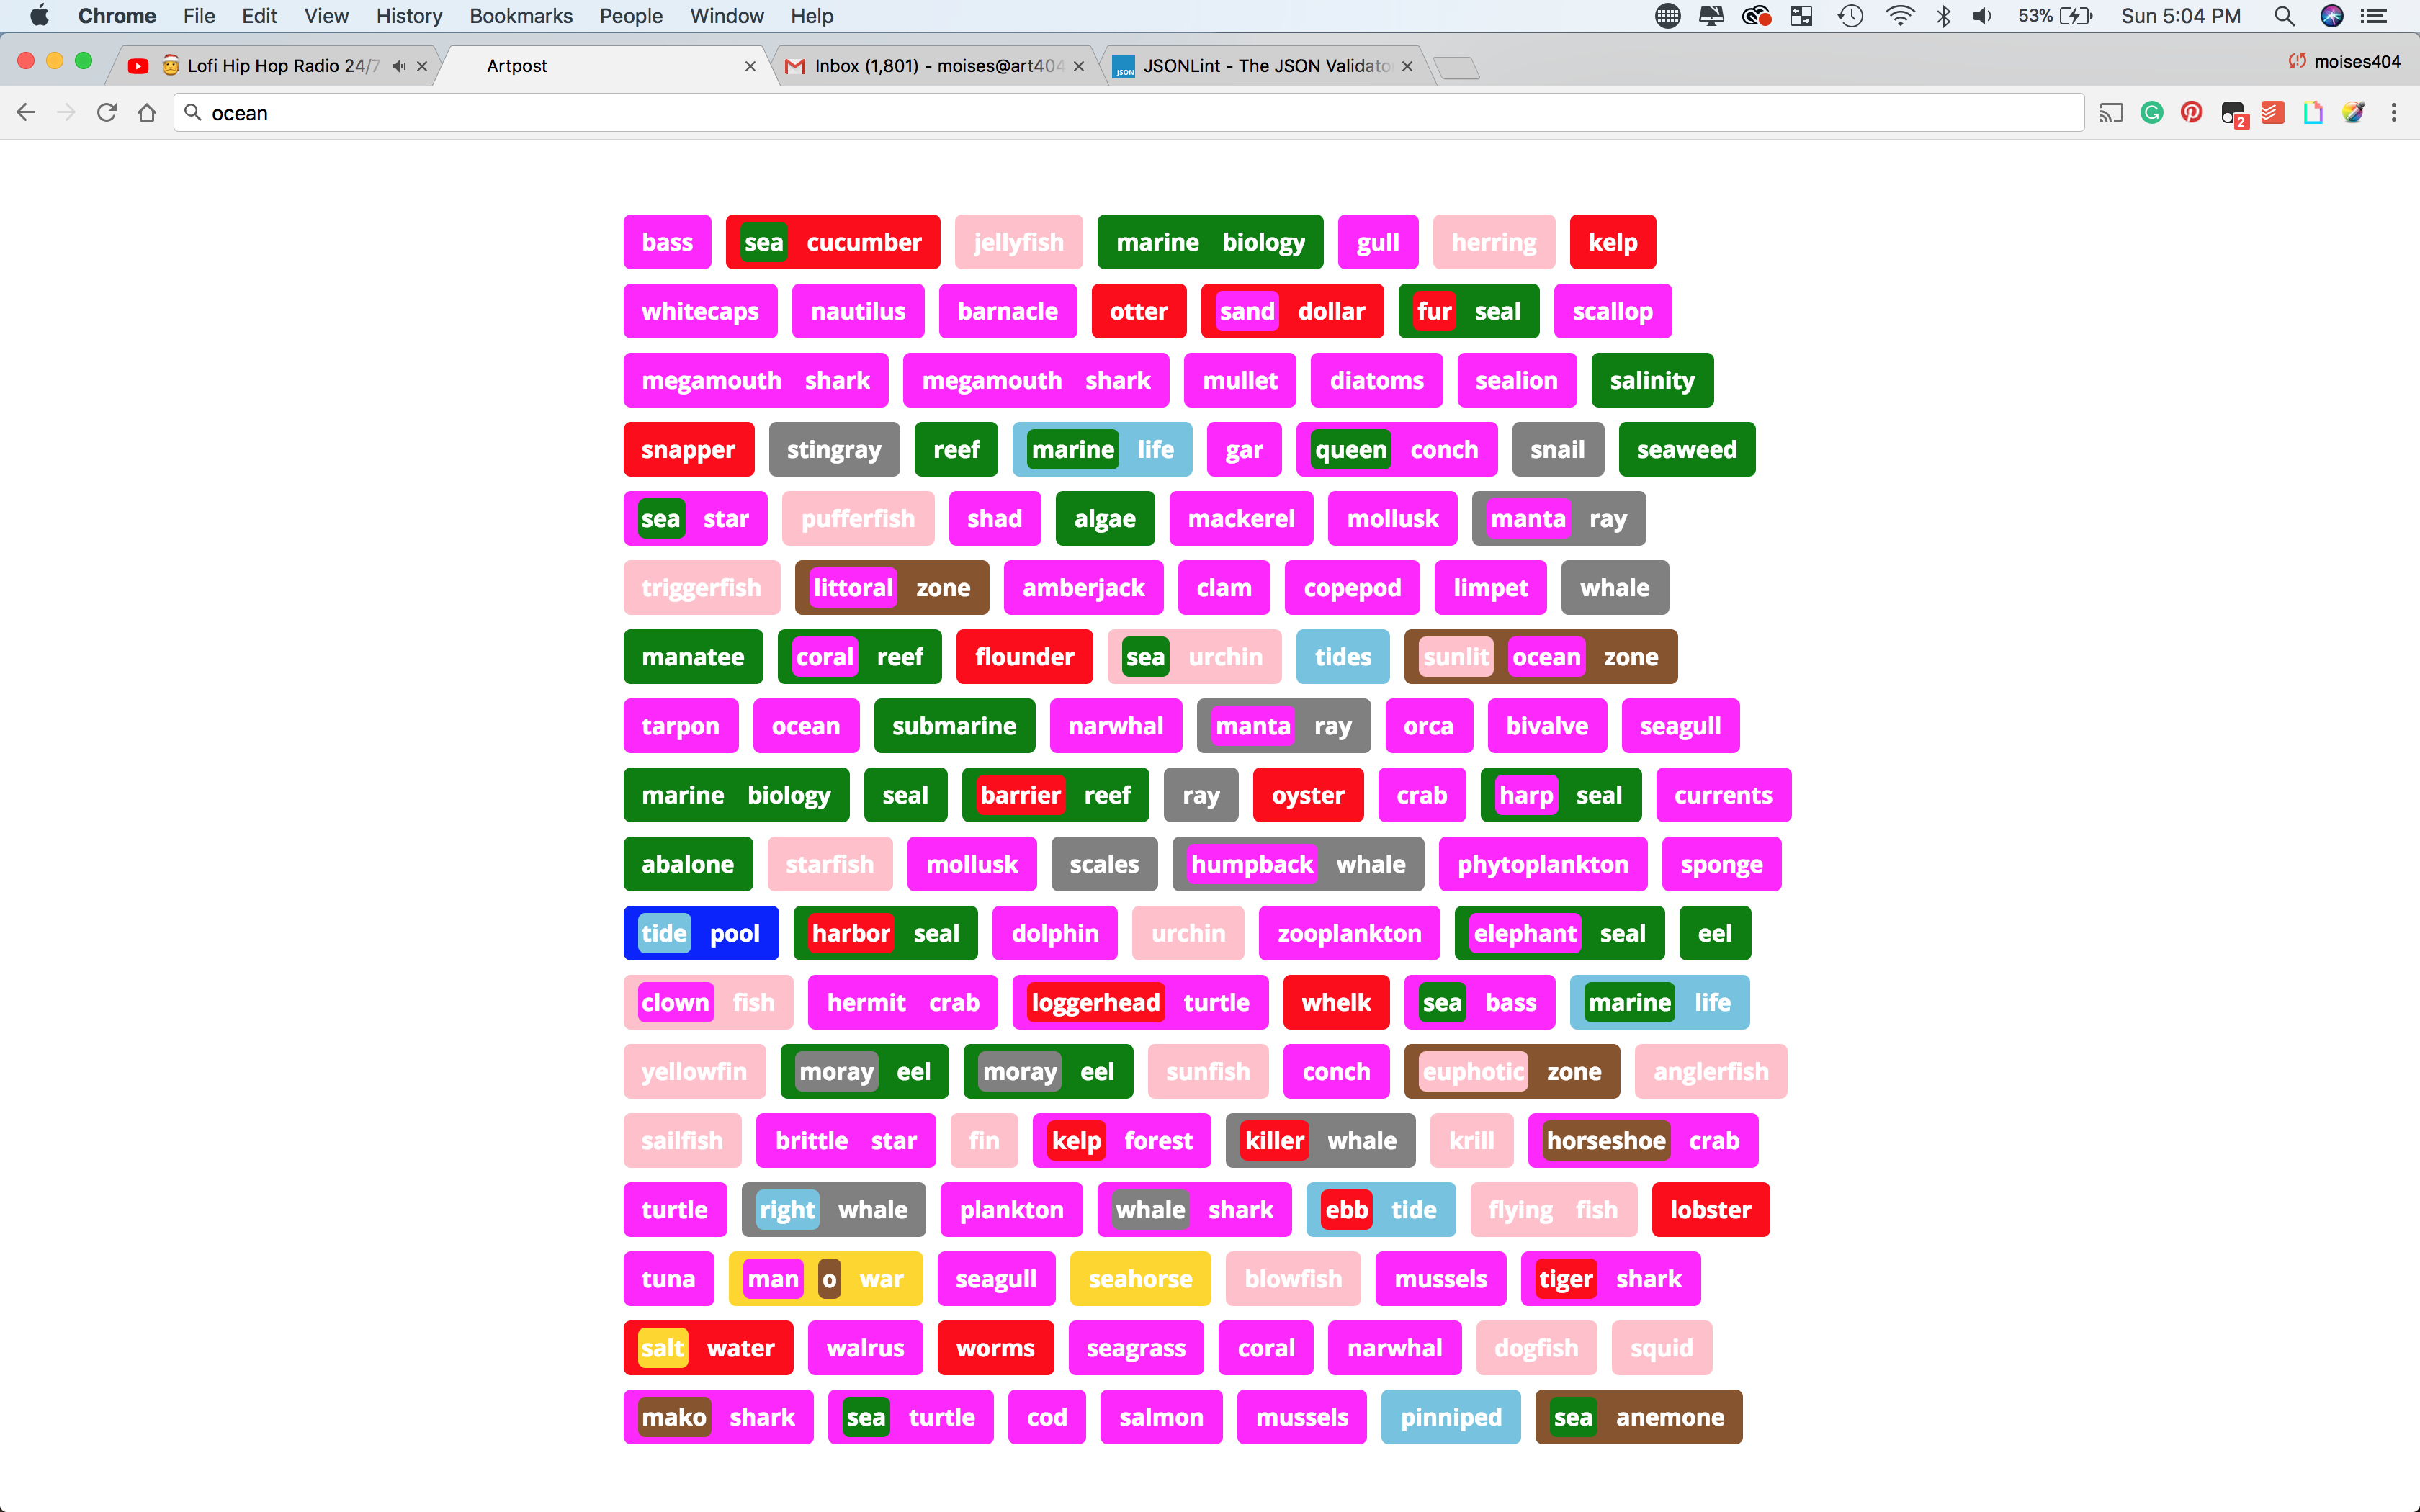 Chrome File Edit View History Bookmarks People Window Help 53% Sun 5:04 PM
Lofi Hip Hop Radio 24/7 Artpost Inbox (1,801) - moises@art404 JSON JSONLint - The JSON Validato moises404
ocean 2
bass sea cucumber jellyfish marine biology gull herring kelp
whitecaps nautilus barnacle otter sand dollar fur seal scallop
megamouth shark megamouth shark mullet diatoms sealion salinity
snapper stingray reef marine life gar queen conch snail seaweed
sea star pufferfish shad algae mackerel mollusk manta ray
triggerfish littoral zone amberjack clam copepod limpet whale
manatee coral reef flounder sea urchin tides sunlit ocean zone
tarpon ocean submarine narwhal manta ray orca bivalve seagull
marine biology seal barrier reef ray oyster crab harp seal currents
abalone starfish mollusk scales humpback whale phytoplankton sponge
tide pool harbor seal dolphin urchin zooplankton elephant seal eel
clown fish hermit crab loggerhead turtle whelk sea bass marine life
yellowfin moray eel moray eel sunfish conch euphotic zone anglerfish
sailfish brittle star fin kelp forest killer whale krill horseshoe crab
turtle right whale plankton whale shark ebb tide flying fish lobster
tuna man o war seagull seahorse blowfish mussels tiger shark
salt water walrus worms seagrass coral narwhal dogfish squid
mako shark sea turtle cod salmon mussels pinniped sea anemone